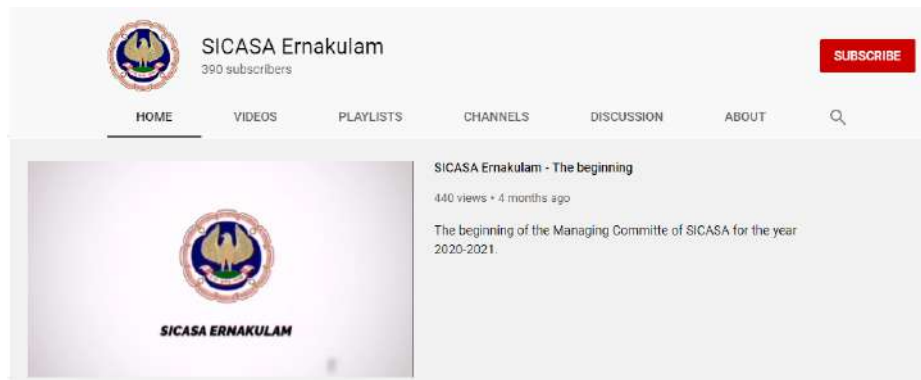 SICASA Ernakulam
390 subscribers
SUBSCRIBE
HOME VIDEOS PLAYLISTS CHANNELS DISCUSSION ABOUT
SICASA Ernakulam - The beginning
440 views • 4 months ago
The beginning of the Managing Committe of SICASA for the year
2020-2021.
SICASA ERNAKULAM